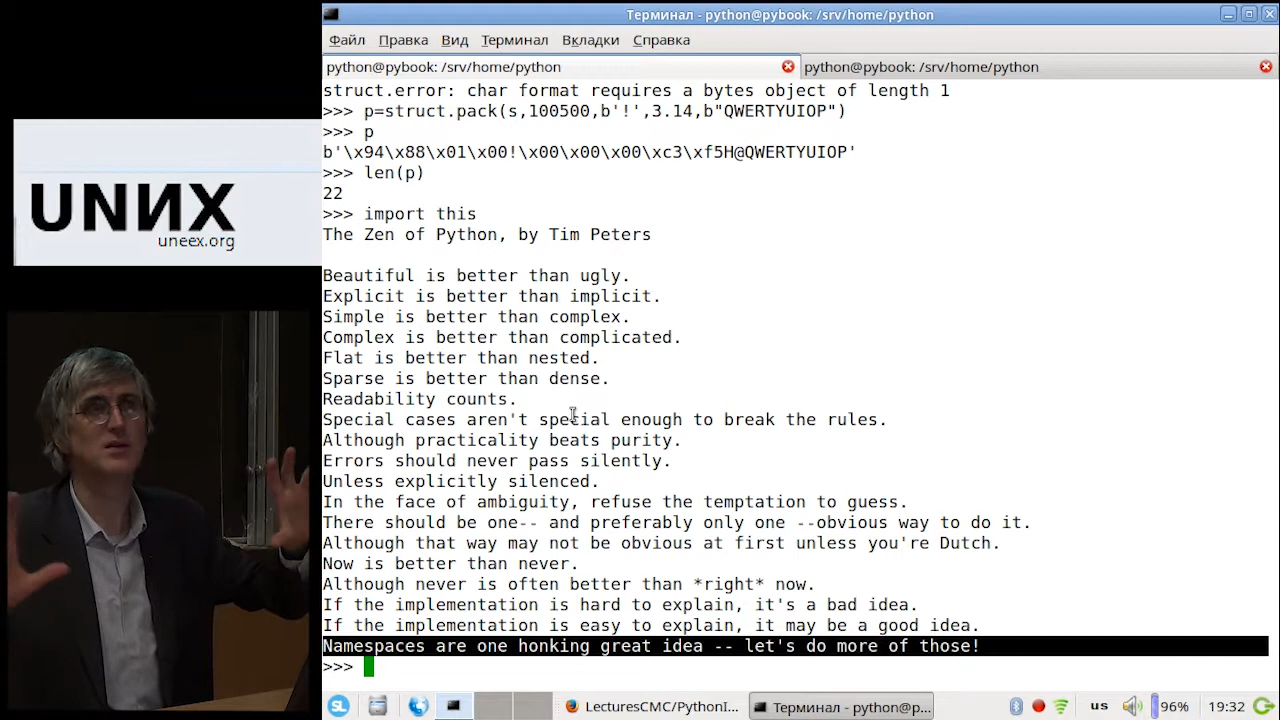 Терминал - python@pybook: /srv/home/python
Файл Правка Вид Терминал Вкладки Справка
python@pybook: /srv/home/python python@pybook: /srv/home/python
struct.error: char format requires a bytes object of length 1
>>> p=struct.pack(s,100500,b'!',3.14,b"QWERTYUIOP")
>>> p
b'\x94\x88\x01\x00!\x00\x00\x00\xc3\xf5H@QWERTYUIOP'
>>> len(p)
22
>>> import this
The Zen of Python, by Tim Peters
Beautiful is better than ugly.
Explicit is better than implicit.
Simple is better than complex.
Complex is better than complicated.
Flat is better than nested.
Sparse is better than dense.
Readability counts.
Special cases aren't special enough to break the rules.
Although practicality beats purity.
Errors should never pass silently.
Unless explicitly silenced.
In the face of ambiguity, refuse the temptation to guess.
There should be one-- and preferably only one --obvious way to do it.
Although that way may not be obvious at first unless you're Dutch.
Now is better than never.
Although never is often better than *right* now.
If the implementation is hard to explain, it's a bad idea.
If the implementation is easy to explain, it may be a good idea.
Namespaces are one honking great idea -- let's do more of those!
>>>
UNИX
uneex.org
SL LecturesCMC/PythonI... Терминал - python@p... us 96% 19:32